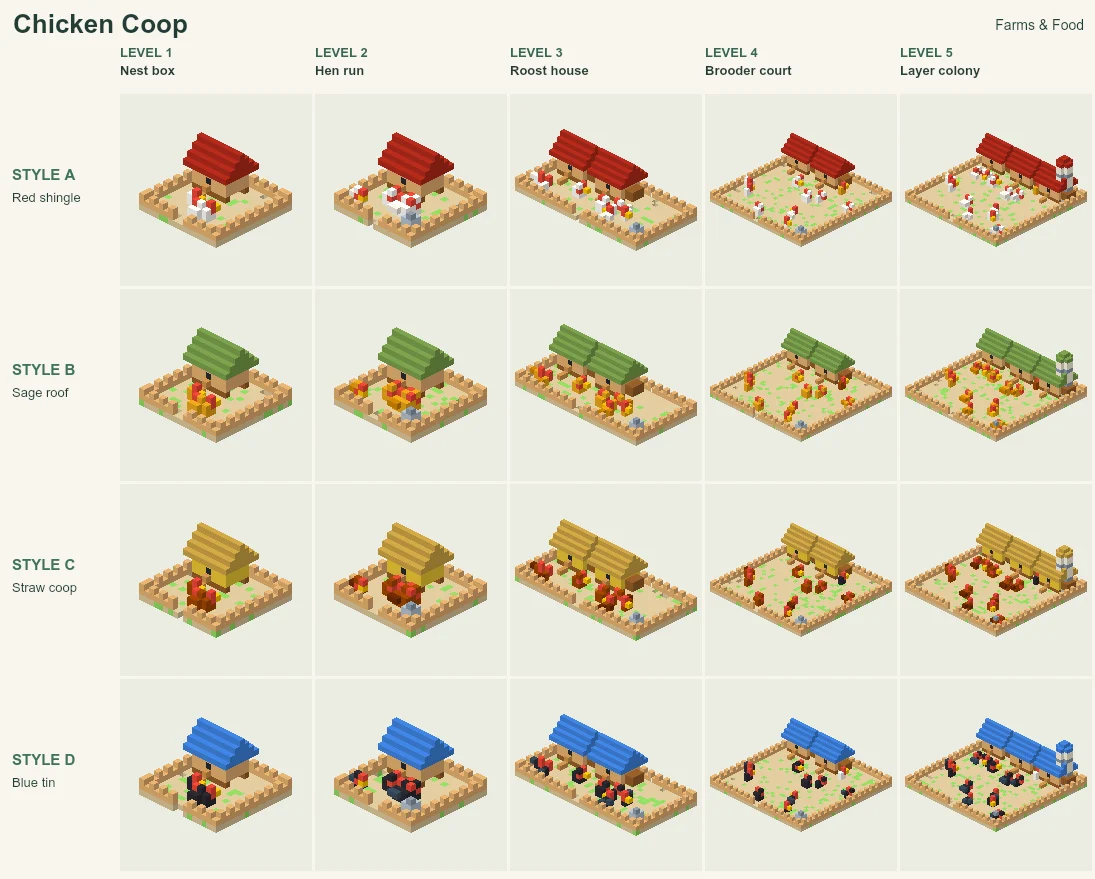 Chicken Coop
Farms & Food
LEVEL 1
Nest box
LEVEL 2
Hen run
LEVEL 3
Roost house
LEVEL 4
Brooder court
LEVEL 5
Layer colony
STYLE A
Red shingle
STYLE B
Sage roof
STYLE C
Straw coop
STYLE D
Blue tin